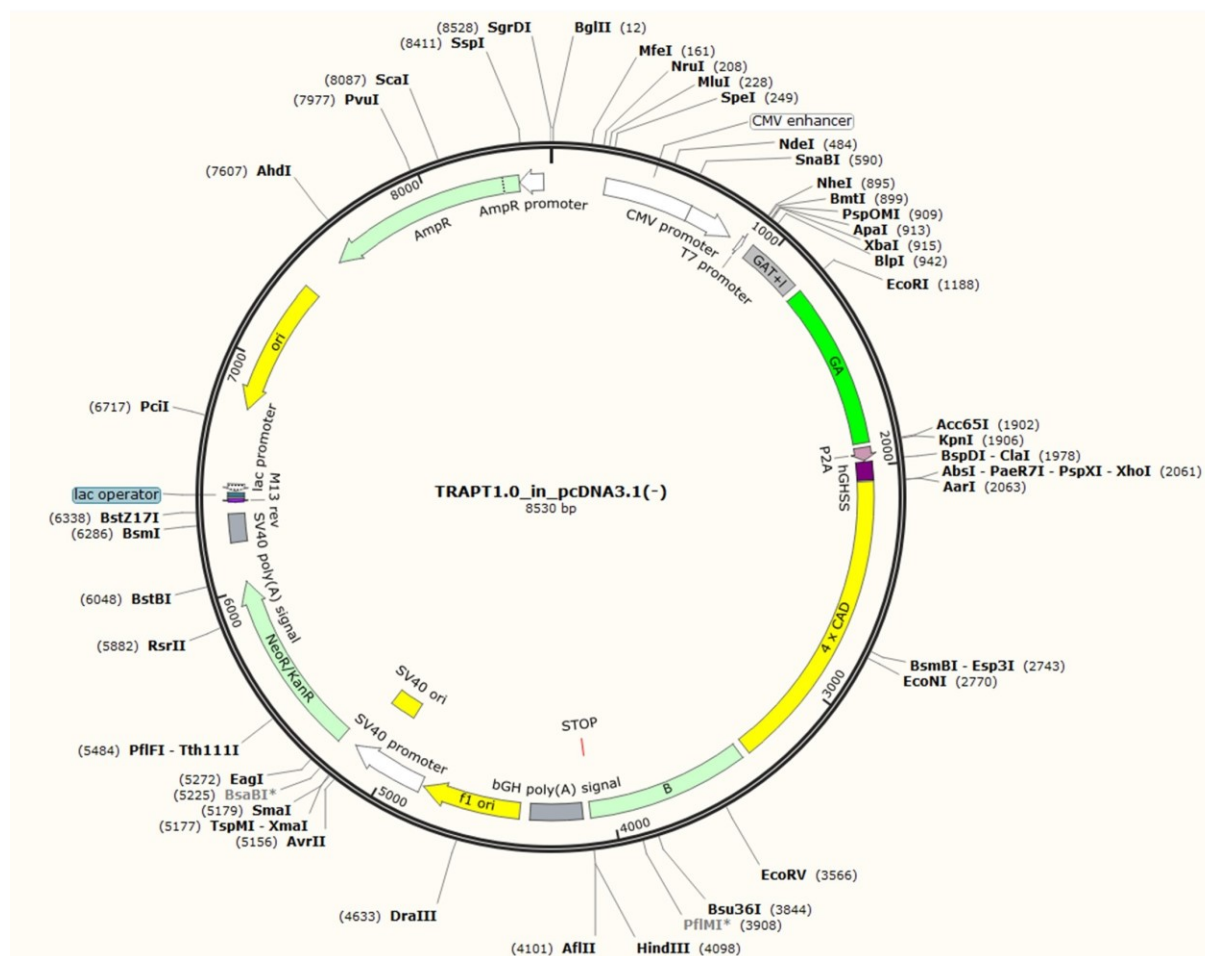 (8528) SgrDI
(8411) SspI
(8087) ScaI
(7977) PvuI
(7607) AhdI
BglII (12)
MfeI (161)
NruI (208)
MluI (228)
SpeI (249)
CMV enhancer
NdeI (484)
SnaBI (590)
NheI (895)
BmtI (899)
PspOMI (909)
ApaI (913)
XbaI (915)
BlpI (942)
EcoRI (1188)
8000
AmpR
AmpR promoter
CMV promoter
T7 promoter
1000
GAT+I
GA
ori
7000
(6717) PciI
lac promoter
M13 rev
lac operator
(6338) BstZ17I
(6286) BsmI
SV40 poly(A) signal
(6048) BstBI
6000
(5882) RsrII
NeoR/KanR
TRAPT1.0_in_pcDNA3.1(-)
8530 bp
Acc65I (1902)
KpnI (1906)
2000
BspDI - ClaI (1978)
AbsI - PaeR7I - PspXI - XhoI (2061)
AarI (2063)
P2A
hGHSS
4 x CAD
BsmBI - Esp3I (2743)
EcoNI (2770)
3000
SV40 ori
SV40 promoter
STOP
bGH poly(A) signal
B
f1 ori
(5484) PflFI - Tth111I
(5272) EagI
(5225) BsaBI*
(5179) SmaI
(5177) TspMI - XmaI
(5156) AvrII
5000
4000
EcoRV (3566)
Bsu36I (3844)
PflMI* (3908)
(4633) DraIII
(4101) AflII
HindIII (4098)